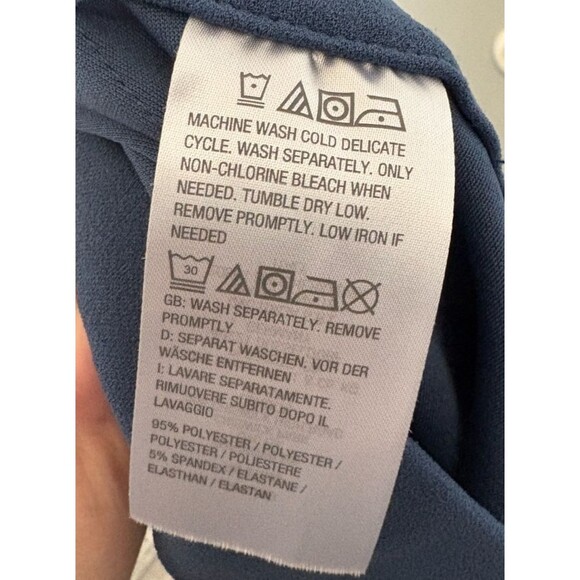 MACHINE WASH COLD DELICATE
CYCLE. WASH SEPARATELY. ONLY
NON-CHLORINE BLEACH WHEN
NEEDED. TUMBLE DRY LOW.
REMOVE PROMPTLY. LOW IRON IF
NEEDED
30
GB: WASH SEPARATELY. REMOVE
PROMPTLY
D: SEPARAT WASCHEN. VOR DER
WÄSCHE ENTFERNEN
I: LAVARE SEPARATAMENTE.
RIMUOVERE SUBITO DOPO IL
LAVAGGIO
95% POLYESTER / POLYESTER /
POLYESTER / POLIESTERE
5% SPANDEX / ELASTANE /
ELASTHAN / ELASTAN